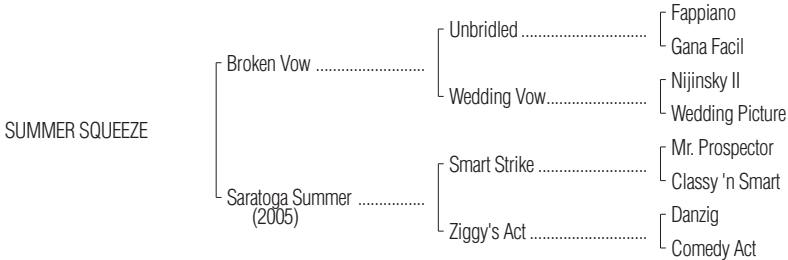 Fappiano
Unbridled ..............................
Gana Facil
Broken Vow ..........................
Nijinsky II
Wedding Vow........................
Wedding Picture
SUMMER SQUEEZE
Mr. Prospector
Smart Strike ..........................
Classy 'n Smart
Saratoga Summer ................
(2005)
Danzig
Ziggy's Act ............................
Comedy Act